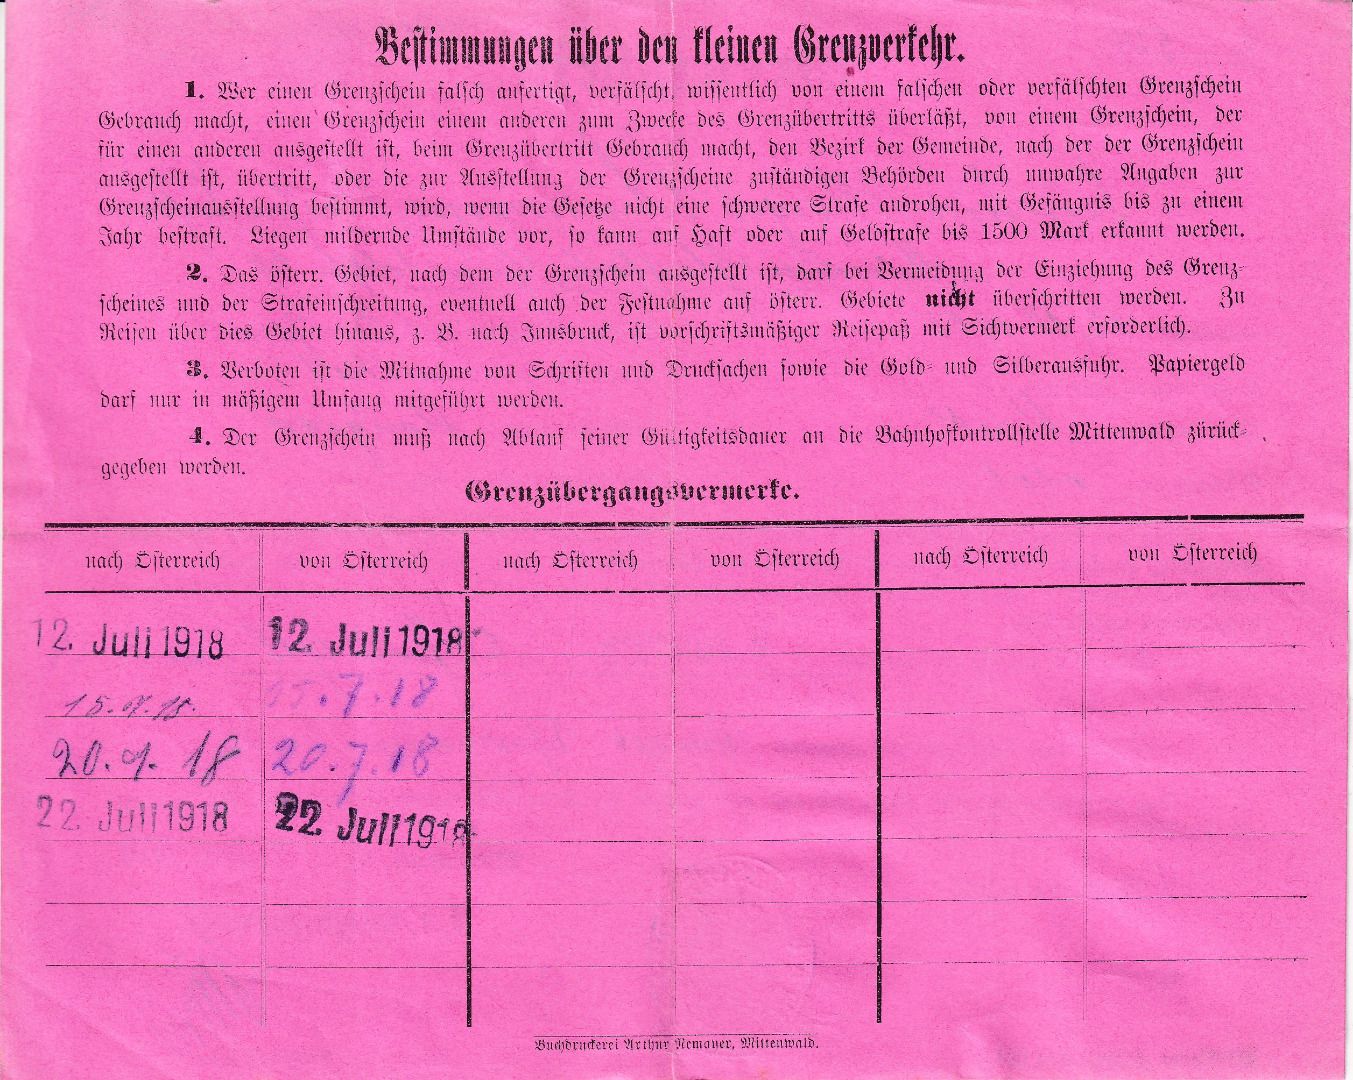 Bestimmungen über den kleinen Grenzverkehr.
1. Wer einen Grenzschein falsch anfertigt, verfälscht, wissentlich von einem falschen oder verfälschten Grenzschein
Gebrauch macht, einen Grenzschein einem anderen zum Zwecke des Grenzübertritts überläßt, von einem Grenzschein, der
für einen anderen ausgestellt ist, beim Grenzübertritt Gebrauch macht, den Bezirk der Gemeinde, nach der der Grenzschein
ausgestellt ist, übertritt, oder die zur Ausstellung der Grenzscheine zuständigen Behörden durch unwahre Angaben zur
Grenzscheinausstellung bestimmt, wird, wenn die Gesetze nicht eine schwerere Strafe androhen, mit Gefängnis bis zu einem
Jahr bestraft. Liegen mildernde Umstände vor, so kann auf Haft oder auf Geldstrafe bis 1500 Mark erkannt werden.
2. Das österr. Gebiet, nach dem der Grenzschein ausgestellt ist, darf bei Vermeidung der Einziehung des Grenz-
scheines und der Strafeinschreitung, eventuell auch der Festnahme auf österr. Gebiete nicht überschritten werden. Zu
Reisen über dies Gebiet hinaus, z. B. nach Innsbruck, ist vorschriftsmäßiger Reisepaß mit Sichtvermerk erforderlich.
3. Verboten ist die Mitnahme von Schriften und Drucksachen sowie die Gold- und Silberausfuhr. Papiergeld
darf nur in mäßigem Umfang mitgeführt werden.
4. Der Grenzschein muß nach Ablauf seiner Gültigkeitsdauer an die Bahnhofkontrollstelle Mittenwald zürück-
gegeben werden.
Grenzübergangsvermerke.
nach Österreich von Österreich nach Österreich von Österreich nach Österreich von Österreich
12. Juli 1918 12. Juli 1918
15.7.18. 15.7.18
20.7.18 20.7.18
22. Juli 1918 22. Juli 1918
Buchdruckerei Arthur Nemayer, Mittenwald.